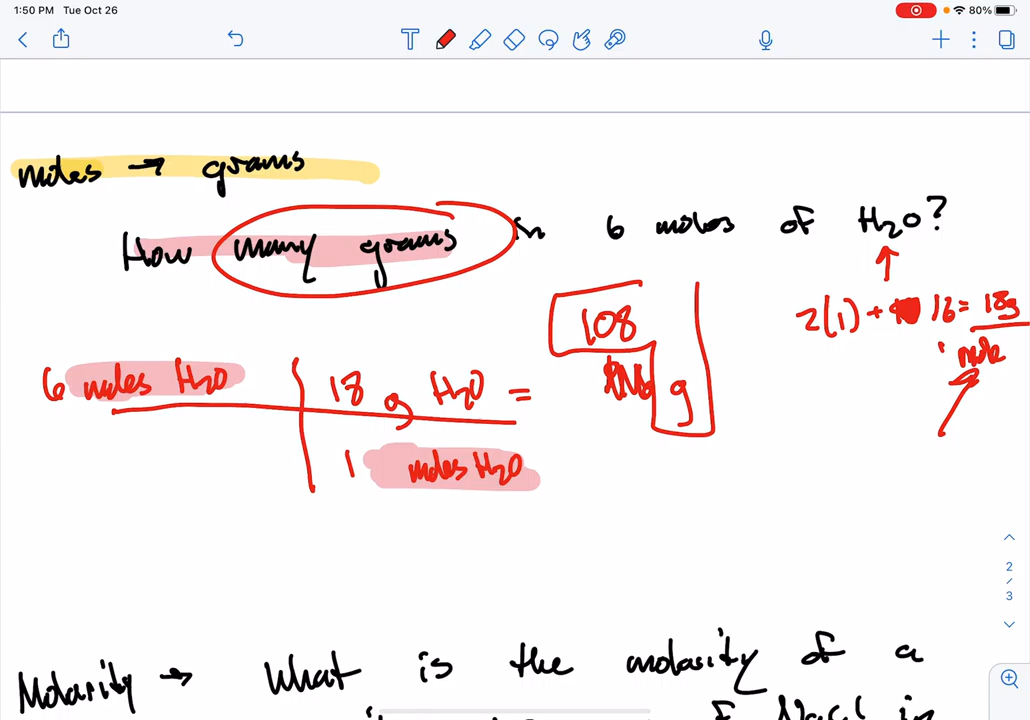 1:50 PM Tue Oct 26
80%
T
moles → grams
How many grams in 6 moles of H2O?
2(1) + 16 = 18g
mole
108
g
6 moles H2O | 18 g H2O =
1 moles H2O
2
/
3
Molarity → What is the molarity of a